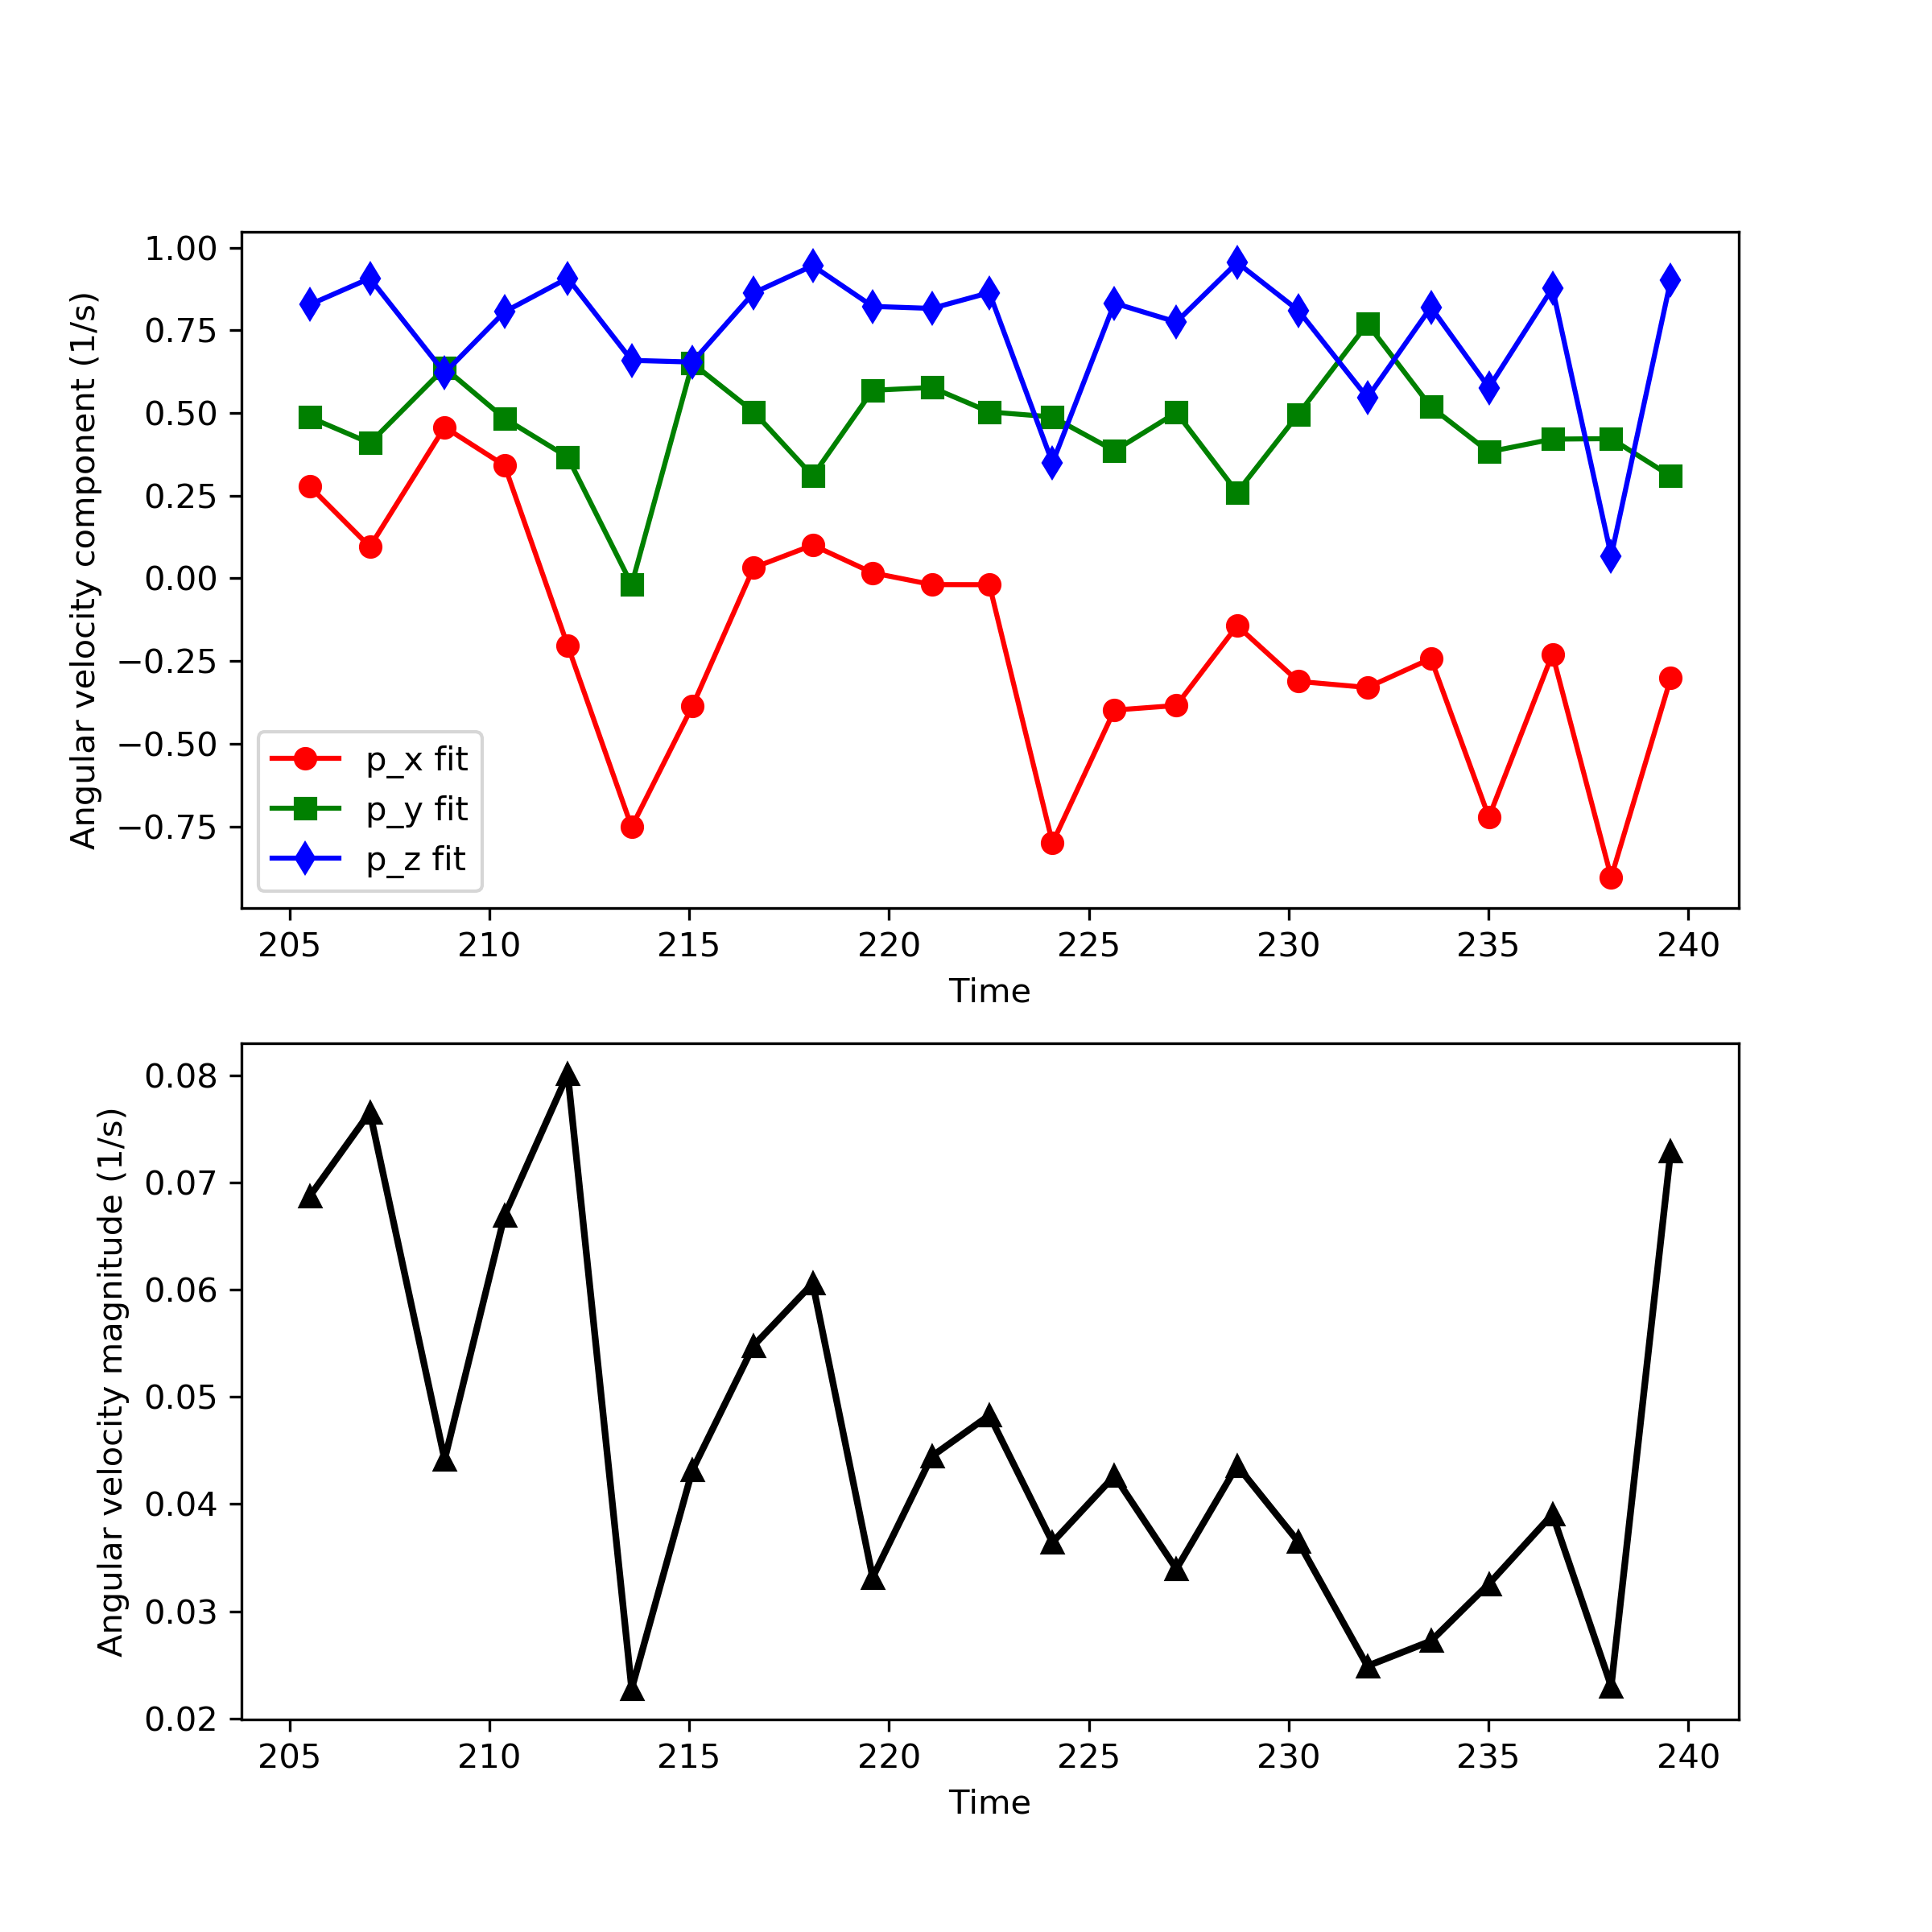 Angular velocity component (1/s)
1.00
0.75
0.50
0.25
0.00
−0.25
−0.50
−0.75
p_x fit
p_y fit
p_z fit
205 210 215 220 225 230 235 240
Time
Angular velocity magnitude (1/s)
0.08
0.07
0.06
0.05
0.04
0.03
0.02
205 210 215 220 225 230 235 240
Time